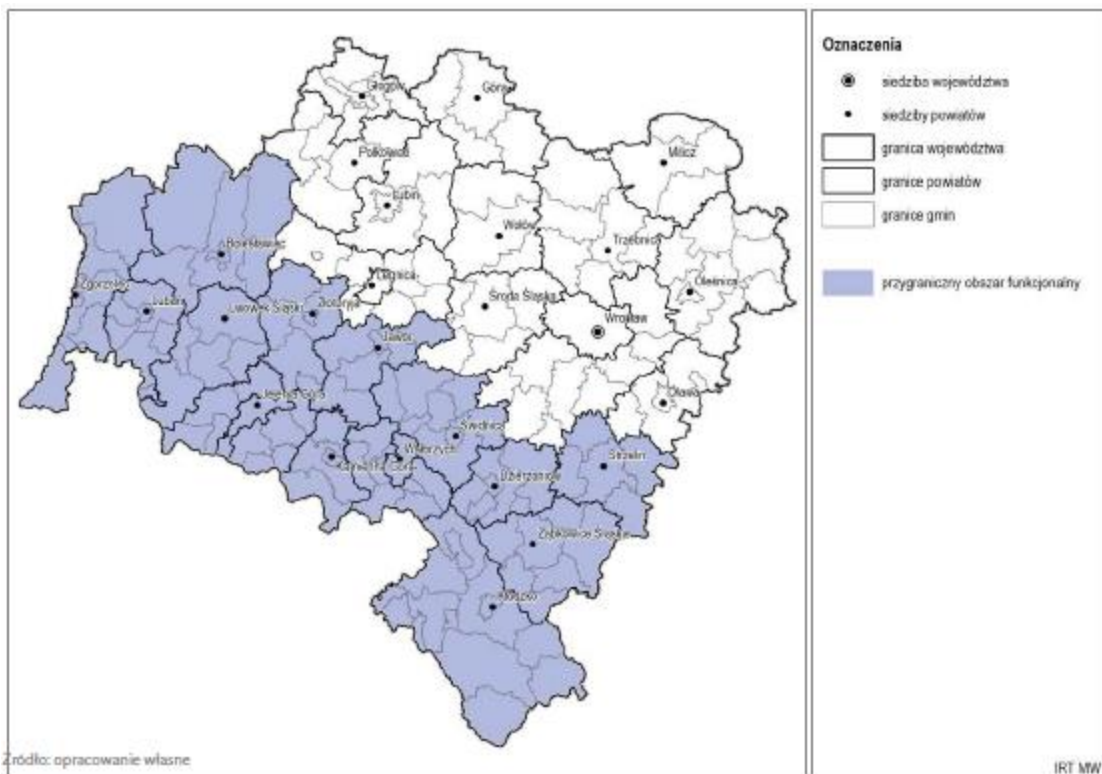 Oznaczenia
siedziba województwa
siedziby powiatów
granica województwa
granice powiatów
granice gmin
przygraniczny obszar funkcjonalny
Głogów
Góra
Polkowice
Milicz
Lubin
Wołów
Trzebnica
Bolesławiec
Legnica
Oleśnica
Zgorzelec
Lubań
Lwówek Śląski
Złotoryja
Środa Śląska
Wrocław
Jawor
Jelenia Góra
Oława
Świdnica
Kamienna Góra
Wałbrzych
Strzelin
Dzierżoniów
Ząbkowice Śląskie
Kłodzko
Źródło: opracowanie własne
IRT MW